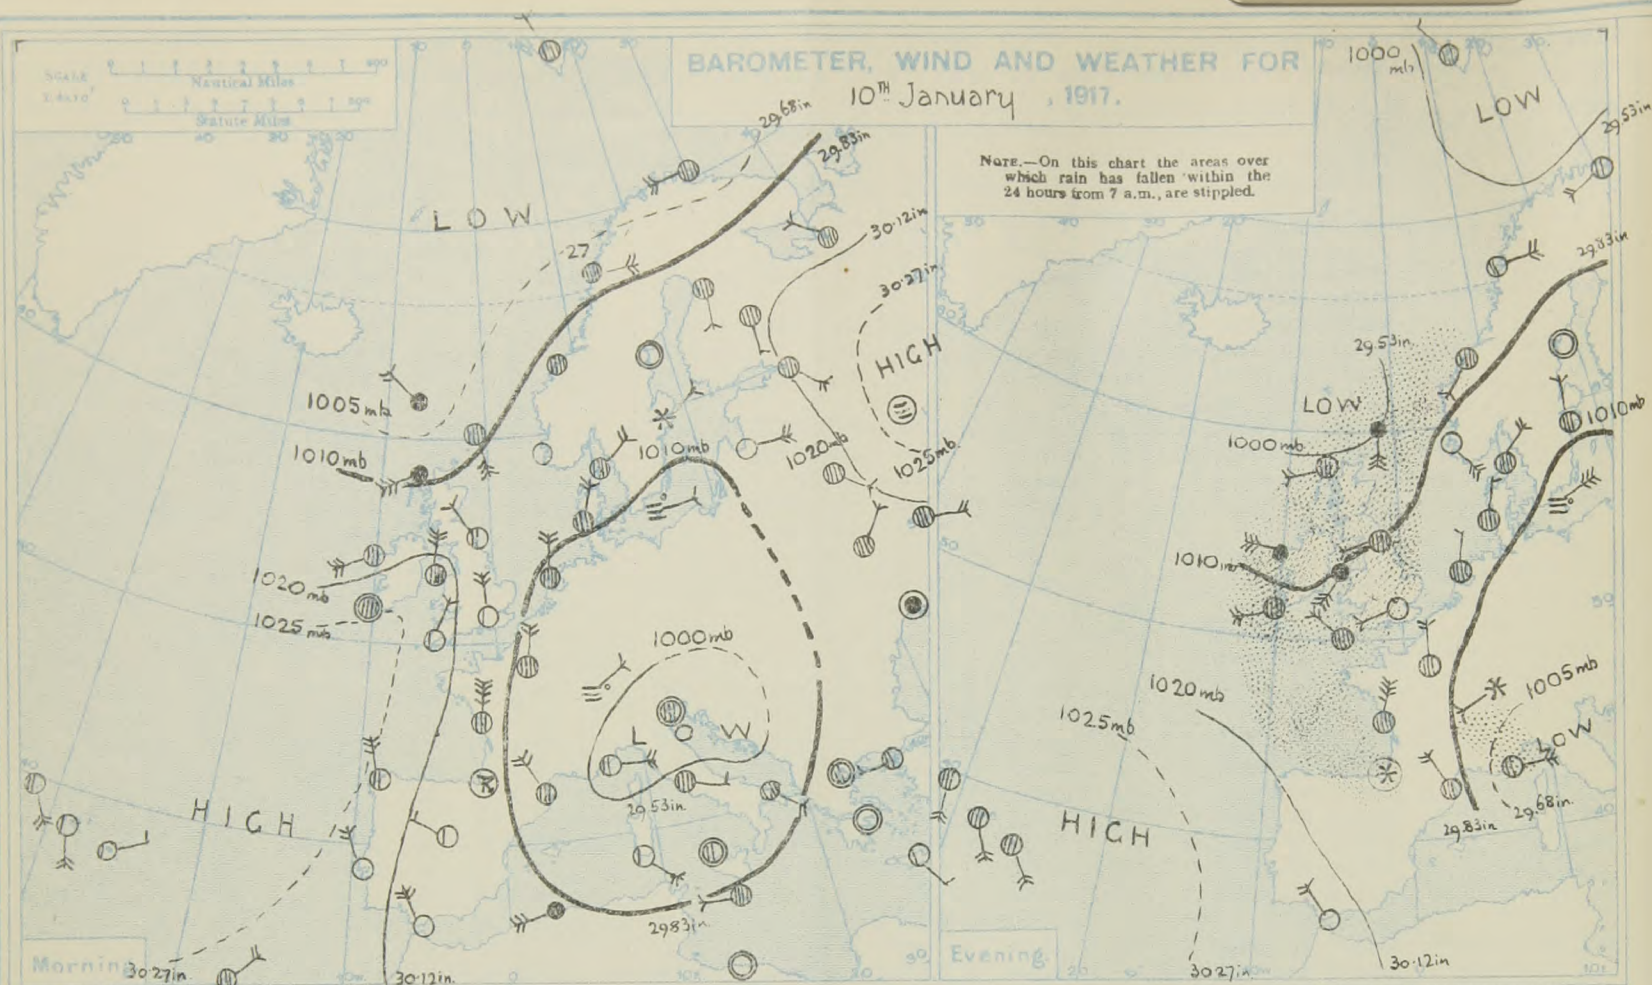 BAROMETER, WIND AND WEATHER FOR
10TH January, 1917.
NOTE.—On this chart the areas over
which rain has fallen within the
24 hours from 7 a.m., are stippled.
SCALE
Nautical Miles
Statute Miles
29.68in
29.83in
LOW
30.12in
27
30.27in
HIGH
1005mb
1010mb
1010mb
1020mb
1025mb
1020mb
1025mb
1000mb
LOW
29.53in.
HIGH
29.83in
Morning
30.27in.
30.12in
1000mb
LOW
29.53in
29.83in
29.53in.
LOW
1010mb
1000mb
1010m
1020mb
1005mb
1025mb
LOW
29.68in.
29.83in
HIGH
Evening.
30.27in
30.12in